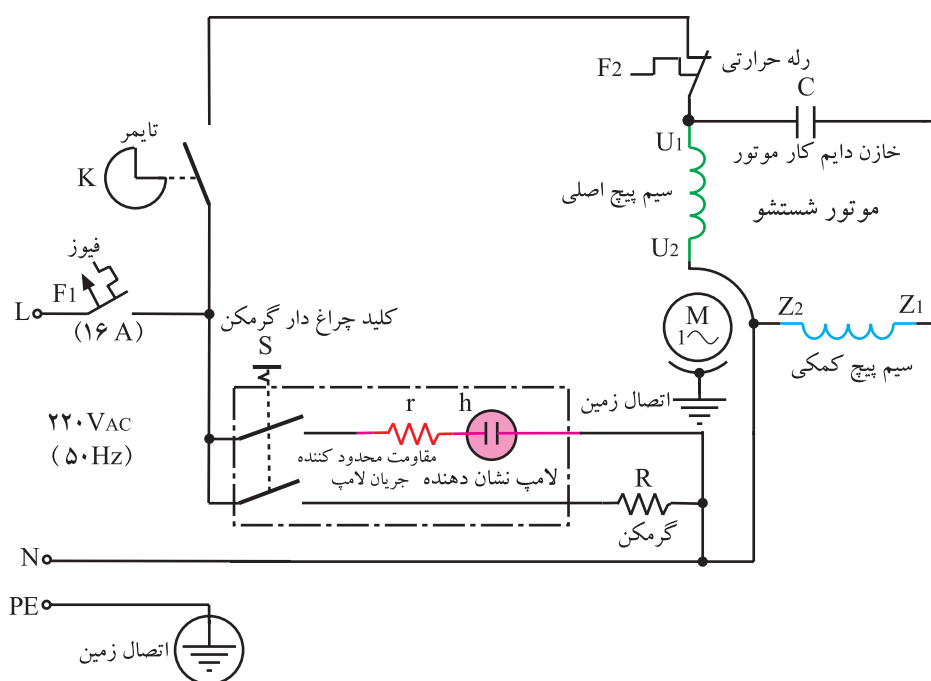 رله حرارتی
F2
C
تایمر
K
U1
خازن دایم کار موتور
سیم پیچ اصلی
موتور شستشو
U2
فیوز
F1
L
(۱۶ A)
کلید چراغ دار گرمکن
S
M
1
Z2
Z1
سیم پیچ کمکی
اتصال زمین
۲۲۰VAC
(۵۰Hz)
r
h
مقاومت محدود کننده
جریان لامپ
لامپ نشان دهنده
R
گرمکن
N
PE
اتصال زمین